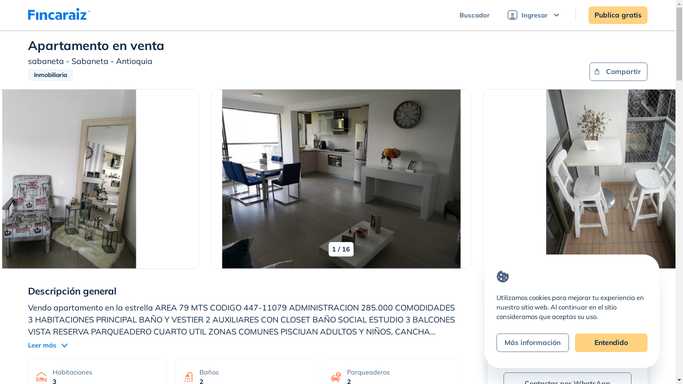 Fincaraiz
Buscador
Ingresar
Publica gratis
Apartamento en venta
sabaneta - Sabaneta - Antioquia
Inmobiliaria
Compartir
1 / 16
Descripción general
Vendo apartamento en la estrella AREA 79 MTS CODIGO 447-11079 ADMINISTRACION 285.000 COMODIDADES
3 HABITACIONES PRINCIPAL BAÑO Y VESTIER 2 AUXILIARES CON CLOSET BAÑO SOCIAL ESTUDIO 3 BALCONES
VISTA RESERVA PARQUEADERO CUARTO UTIL ZONAS COMUNES PISCIUAN ADULTOS Y NIÑOS, CANCHA...
Leer más
Habitaciones
3
Baños
2
Parqueaderos
2
Utilizamos cookies para mejorar tu experiencia en
nuestro sitio web. Al continuar en el sitio
consideramos que aceptas su uso.
Más información
Entendido
Contactar por WhatsApp